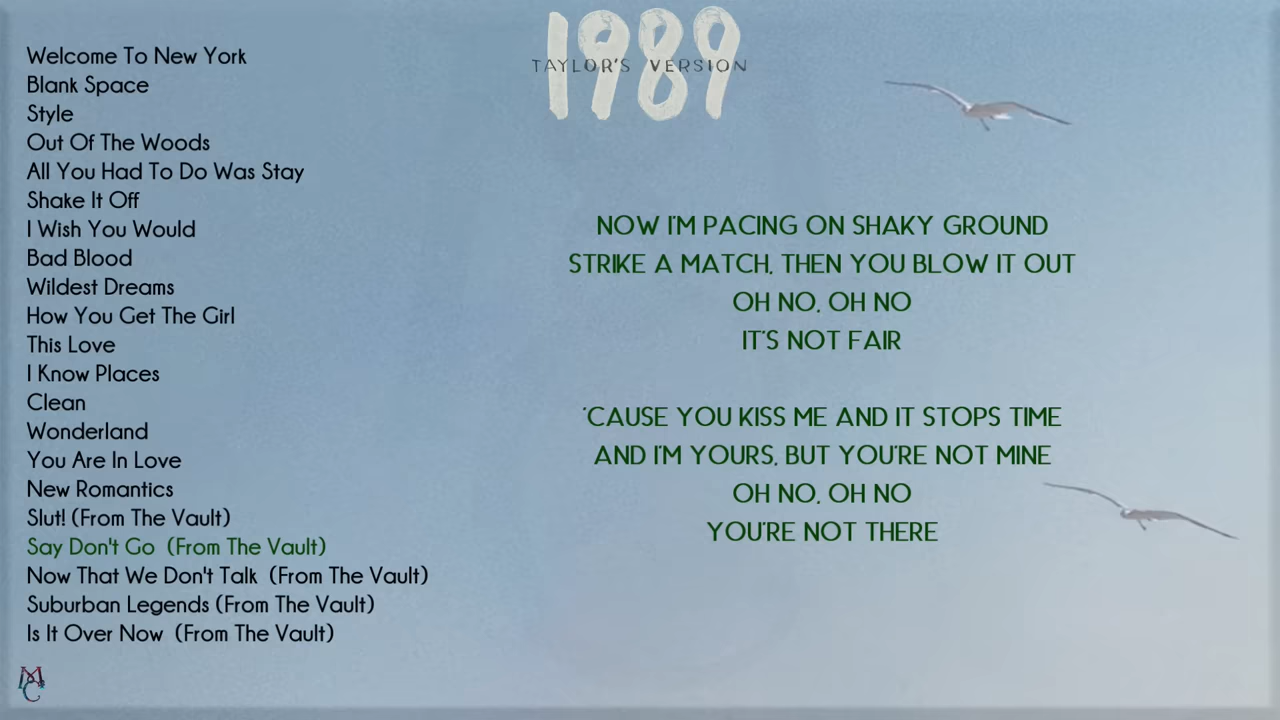 1989
TAYLOR'S VERSION
Welcome To New York
Blank Space
Style
Out Of The Woods
All You Had To Do Was Stay
Shake It Off
I Wish You Would
Bad Blood
Wildest Dreams
How You Get The Girl
This Love
I Know Places
Clean
Wonderland
You Are In Love
New Romantics
Slut! (From The Vault)
Say Don't Go (From The Vault)
Now That We Don't Talk (From The Vault)
Suburban Legends (From The Vault)
Is It Over Now (From The Vault)
NOW I'M PACING ON SHAKY GROUND
STRIKE A MATCH, THEN YOU BLOW IT OUT
OH NO, OH NO
IT'S NOT FAIR
'CAUSE YOU KISS ME AND IT STOPS TIME
AND I'M YOURS, BUT YOU'RE NOT MINE
OH NO, OH NO
YOU'RE NOT THERE
MC